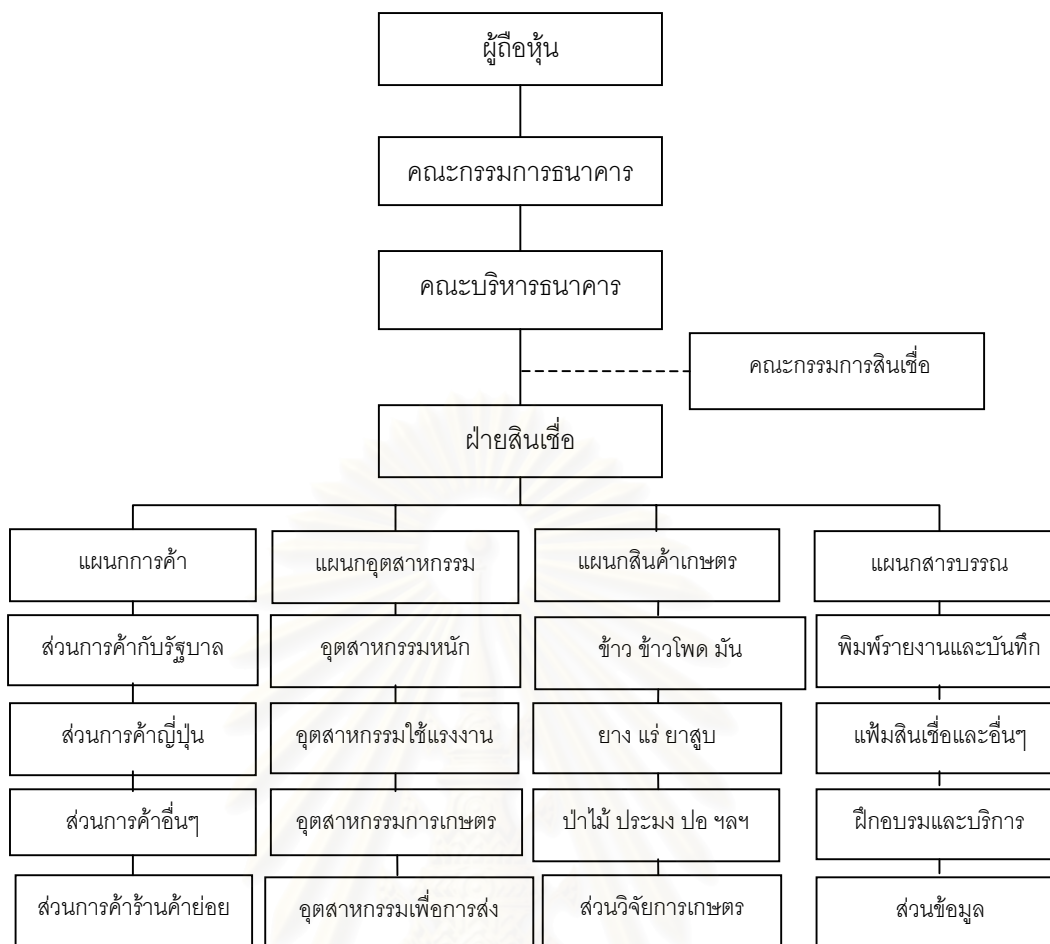 ผู้ถือหุ้น
คณะกรรมการธนาคาร
คณะบริหารธนาคาร
คณะกรรมการสินเชื่อ
ฝ่ายสินเชื่อ
แผนกการค้า
แผนกอุตสาหกรรม
แผนกสินค้าเกษตร
แผนกสารบรรณ
ส่วนการค้ากับรัฐบาล
อุตสาหกรรมหนัก
ข้าว ข้าวโพด มัน
พิมพ์รายงานและบันทึก
ส่วนการค้าญี่ปุ่น
อุตสาหกรรมใช้แรงงาน
ยาง แร่ ยาสูบ
แฟ้มสินเชื่อและอื่นๆ
ส่วนการค้าอื่นๆ
อุตสาหกรรมการเกษตร
ป่าไม้ ประมง ปอ ฯลฯ
ฝึกอบรมและบริการ
ส่วนการค้าร้านค้าย่อย
อุตสาหกรรมเพื่อการส่ง
ส่วนวิจัยการเกษตร
ส่วนข้อมูล